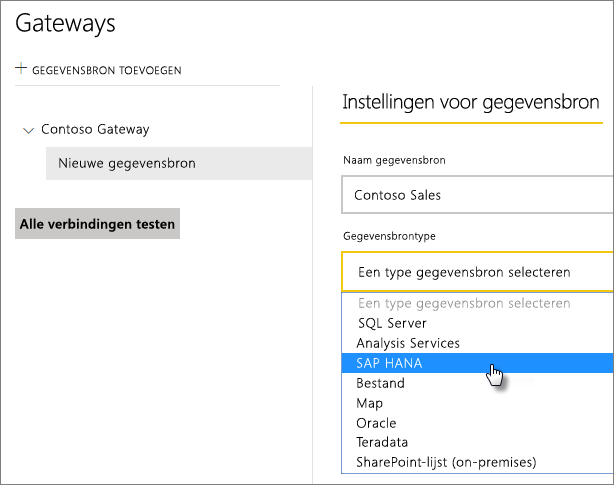 Gateways
+ GEGEVENSBRON TOEVOEGEN
Contoso Gateway
Nieuwe gegevensbron
Alle verbindingen testen
Instellingen voor gegevensbron
Naam gegevensbron
Contoso Sales
Gegevensbrontype
Een type gegevensbron selecteren
Een type gegevensbron selecteren
SQL Server
Analysis Services
SAP HANA
Bestand
Map
Oracle
Teradata
SharePoint-lijst (on-premises)